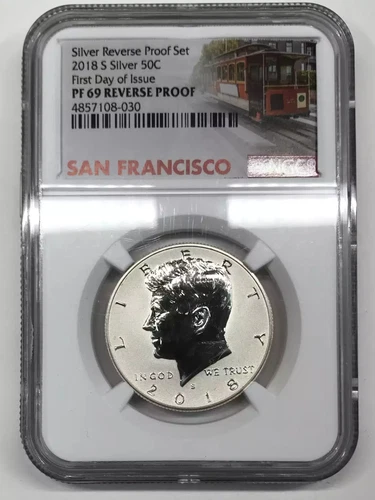 Silver Reverse Proof Set
2018 S Silver 50C
First Day of Issue
PF 69 REVERSE PROOF
4857108-030
SAN FRANCISCO
NGC
LIBERTY
IN GOD WE TRUST
S
2018